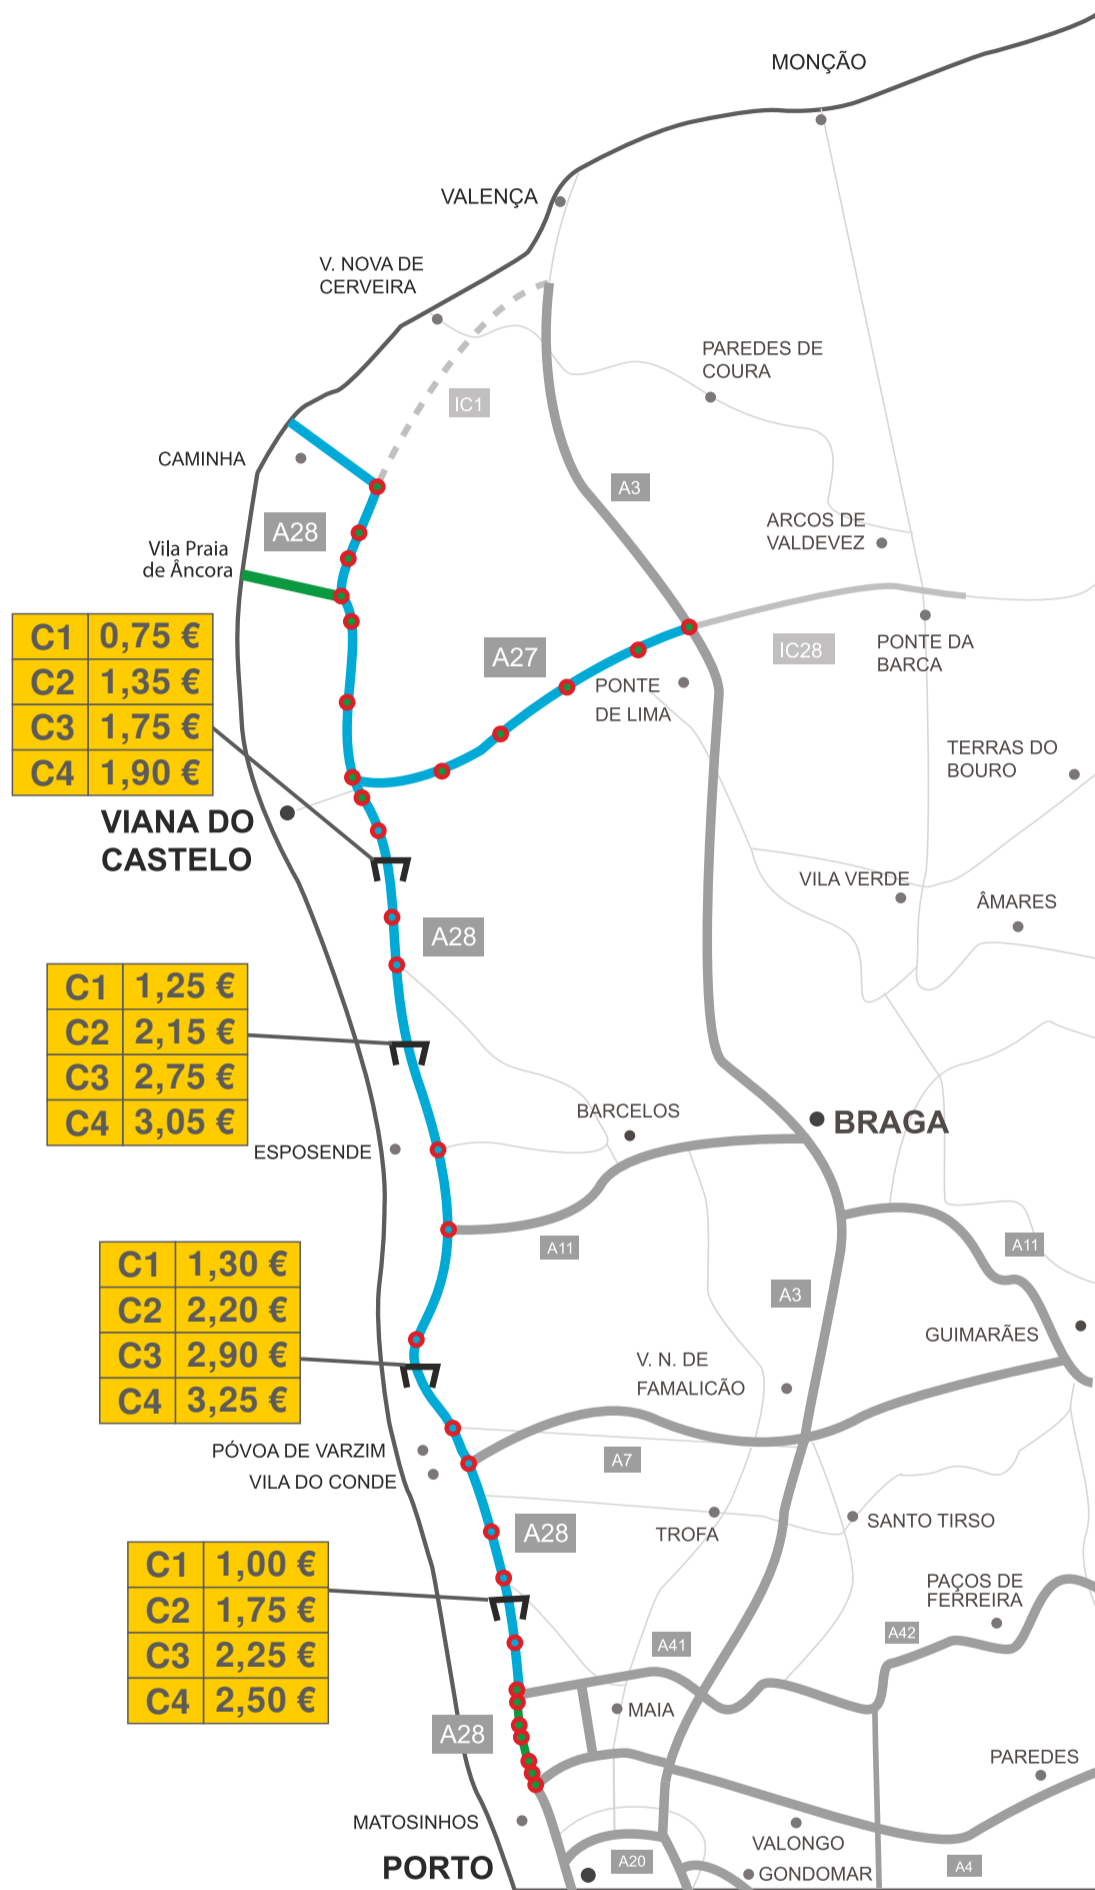 MONÇÃO
VALENÇA
V. NOVA DE
CERVEIRA
PAREDES DE
COURA
IC1
CAMINHA
A3
A28
ARCOS DE
VALDEVEZ
Vila Praia
de Âncora
C1 0,75 €
C2 1,35 €
C3 1,75 €
C4 1,90 €
A27
IC28
PONTE DA
BARCA
PONTE
DE LIMA
TERRAS DO
BOURO
VIANA DO
CASTELO
VILA VERDE
ÂMARES
A28
C1 1,25 €
C2 2,15 €
C3 2,75 €
C4 3,05 €
BARCELOS
BRAGA
ESPOSENDE
A11
A11
C1 1,30 €
C2 2,20 €
C3 2,90 €
C4 3,25 €
A3
GUIMARÃES
V. N. DE
FAMALICÃO
PÓVOA DE VARZIM
VILA DO CONDE
A7
A28
TROFA
SANTO TIRSO
C1 1,00 €
C2 1,75 €
C3 2,25 €
C4 2,50 €
PAÇOS DE
FERREIRA
A41
A42
MAIA
A28
PAREDES
MATOSINHOS
VALONGO
PORTO
A20
GONDOMAR
A4